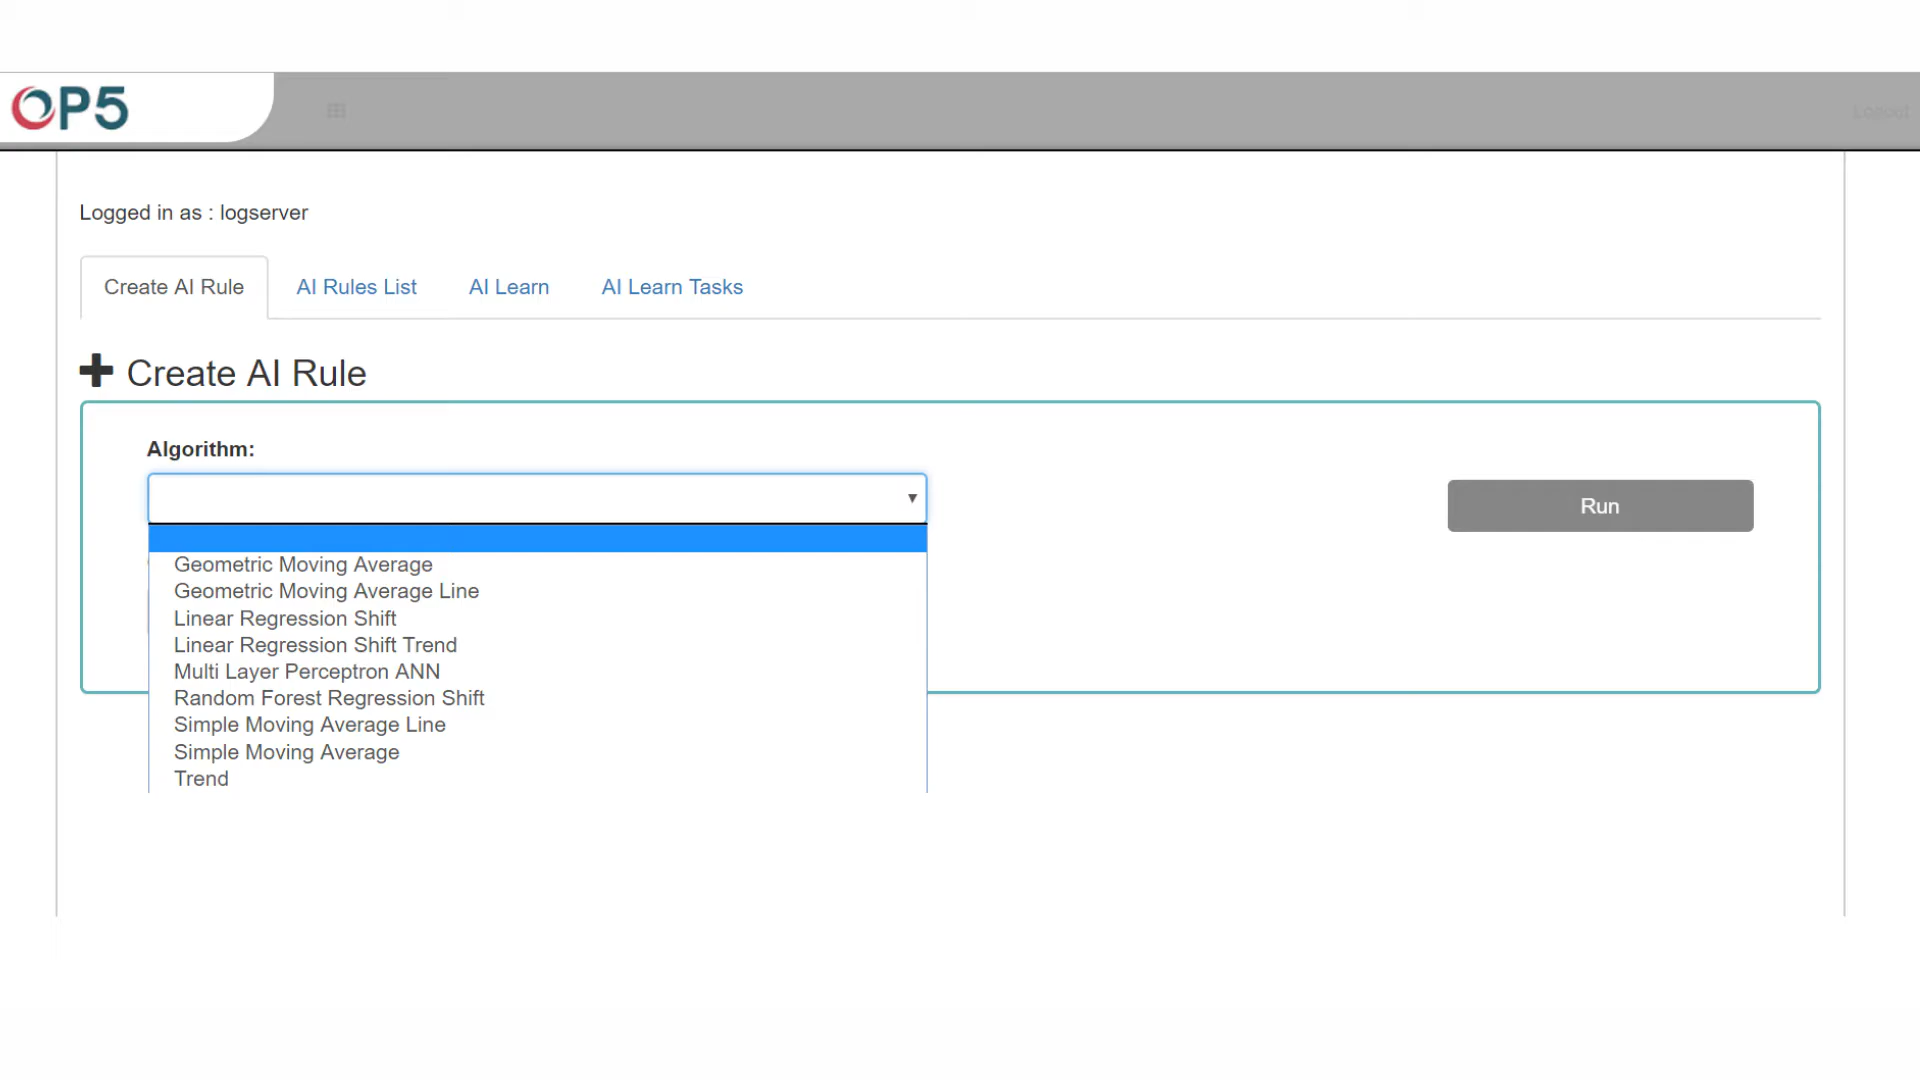 OP5
Logout
Logged in as : logserver
Create AI Rule
AI Rules List
AI Learn
AI Learn Tasks
Create AI Rule
Algorithm:
Run
Geometric Moving Average
Geometric Moving Average Line
Linear Regression Shift
Linear Regression Shift Trend
Multi Layer Perceptron ANN
Random Forest Regression Shift
Simple Moving Average Line
Simple Moving Average
Trend